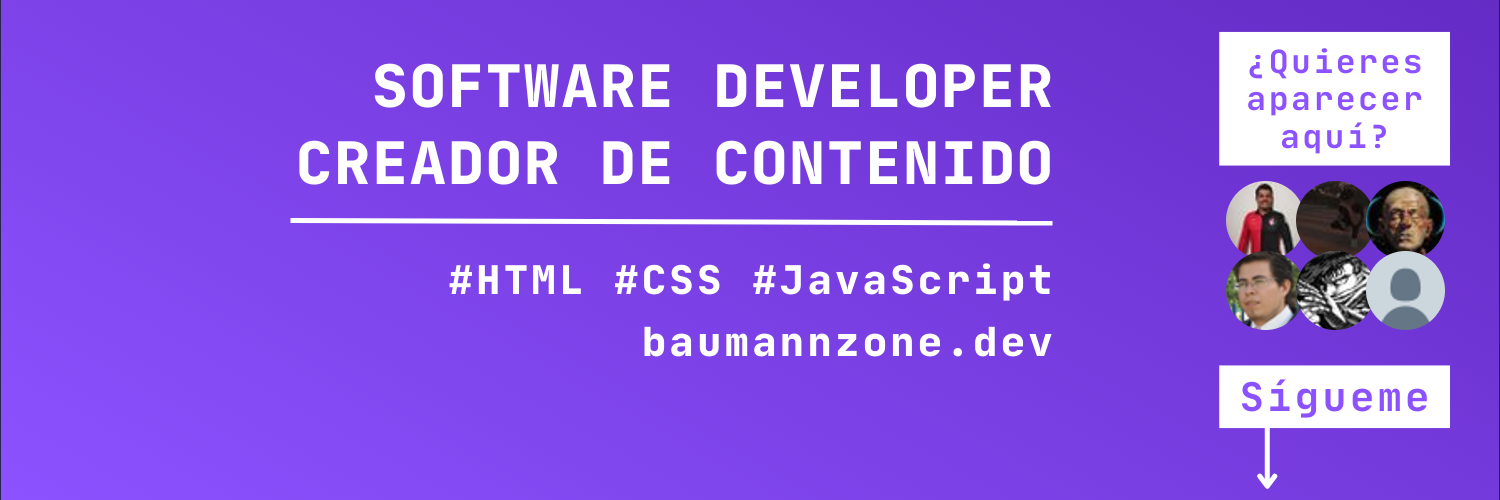 SOFTWARE DEVELOPER
CREADOR DE CONTENIDO
#HTML #CSS #JavaScript
baumannzone.dev
¿Quieres
aparecer
aquí?
Sígueme